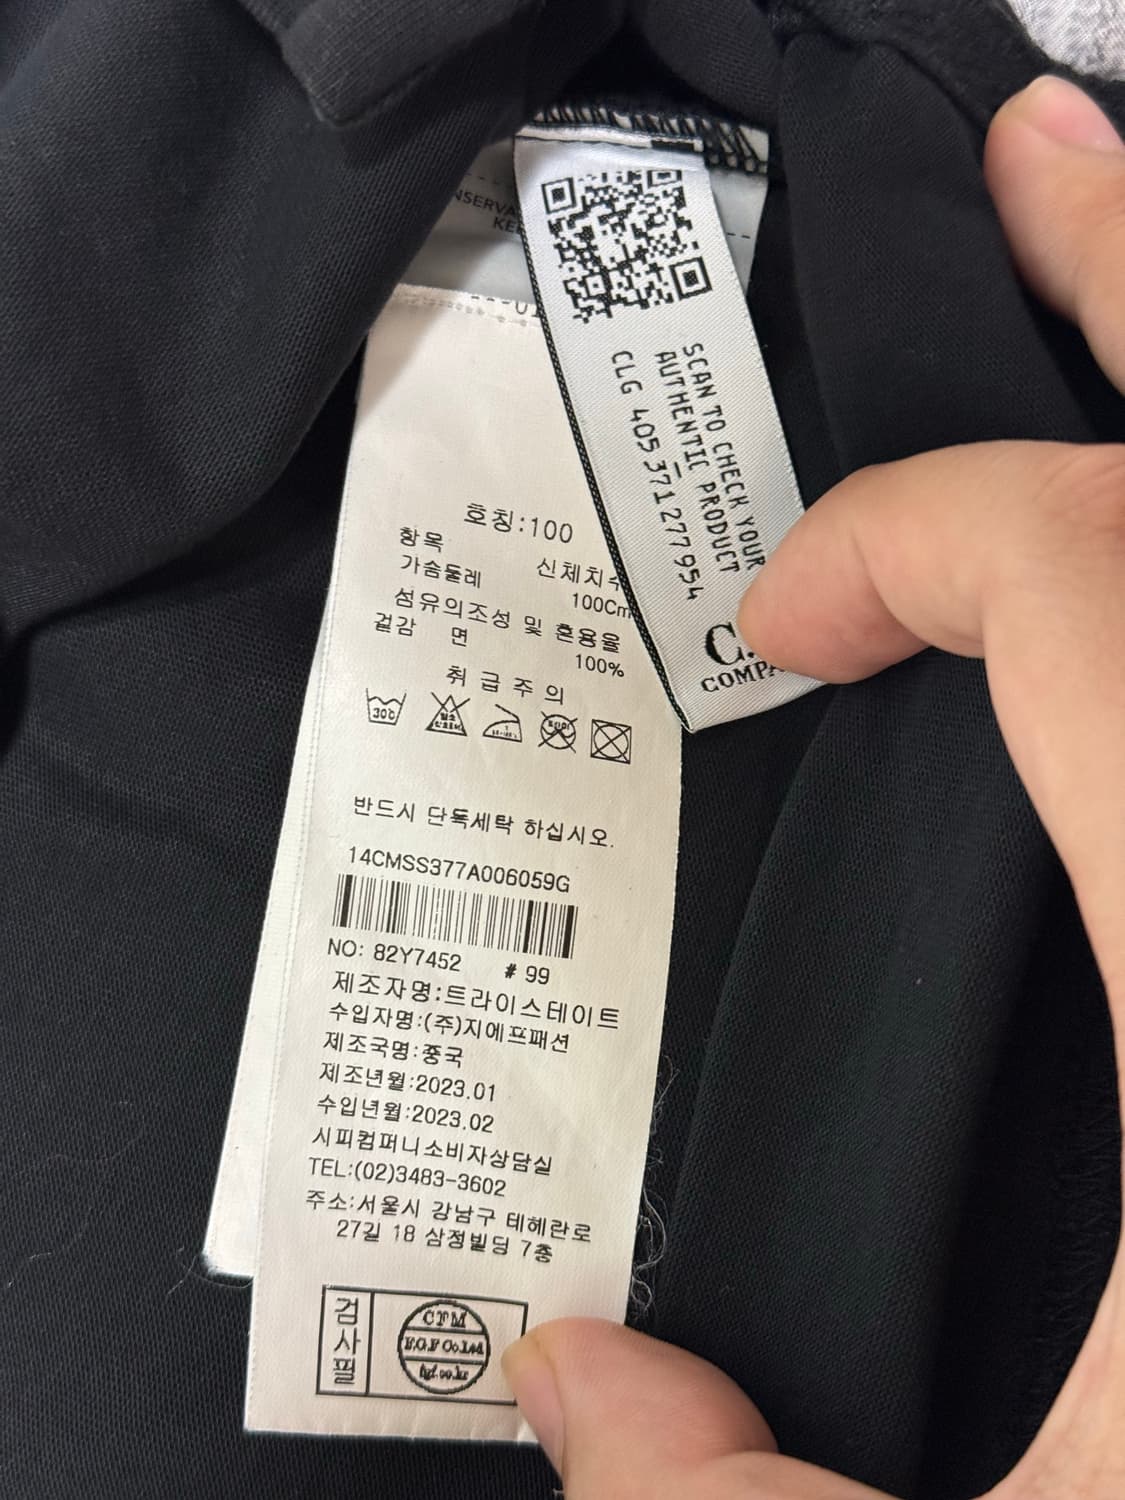 SCAN TO CHECK YOUR
AUTHENTIC PRODUCT
CLG 405371277954
COMPA
호칭:100
항목 신체치수
가슴둘레 100Cm
섬유의조성 및 혼용율
겉감 면 100%
취급주의
30℃
반드시 단독세탁 하십시오.
14CMSS377A006059G
NO: 82Y7452 # 99
제조자명:트라이스테이트
수입자명:(주)지에프패션
제조국명:중국
제조년월:2023.01
수입년월:2023.02
시피컴퍼니소비자상담실
TEL:(02)3483-3602
주소:서울시 강남구 테헤란로
27길 18 삼정빌딩 7층
검사필